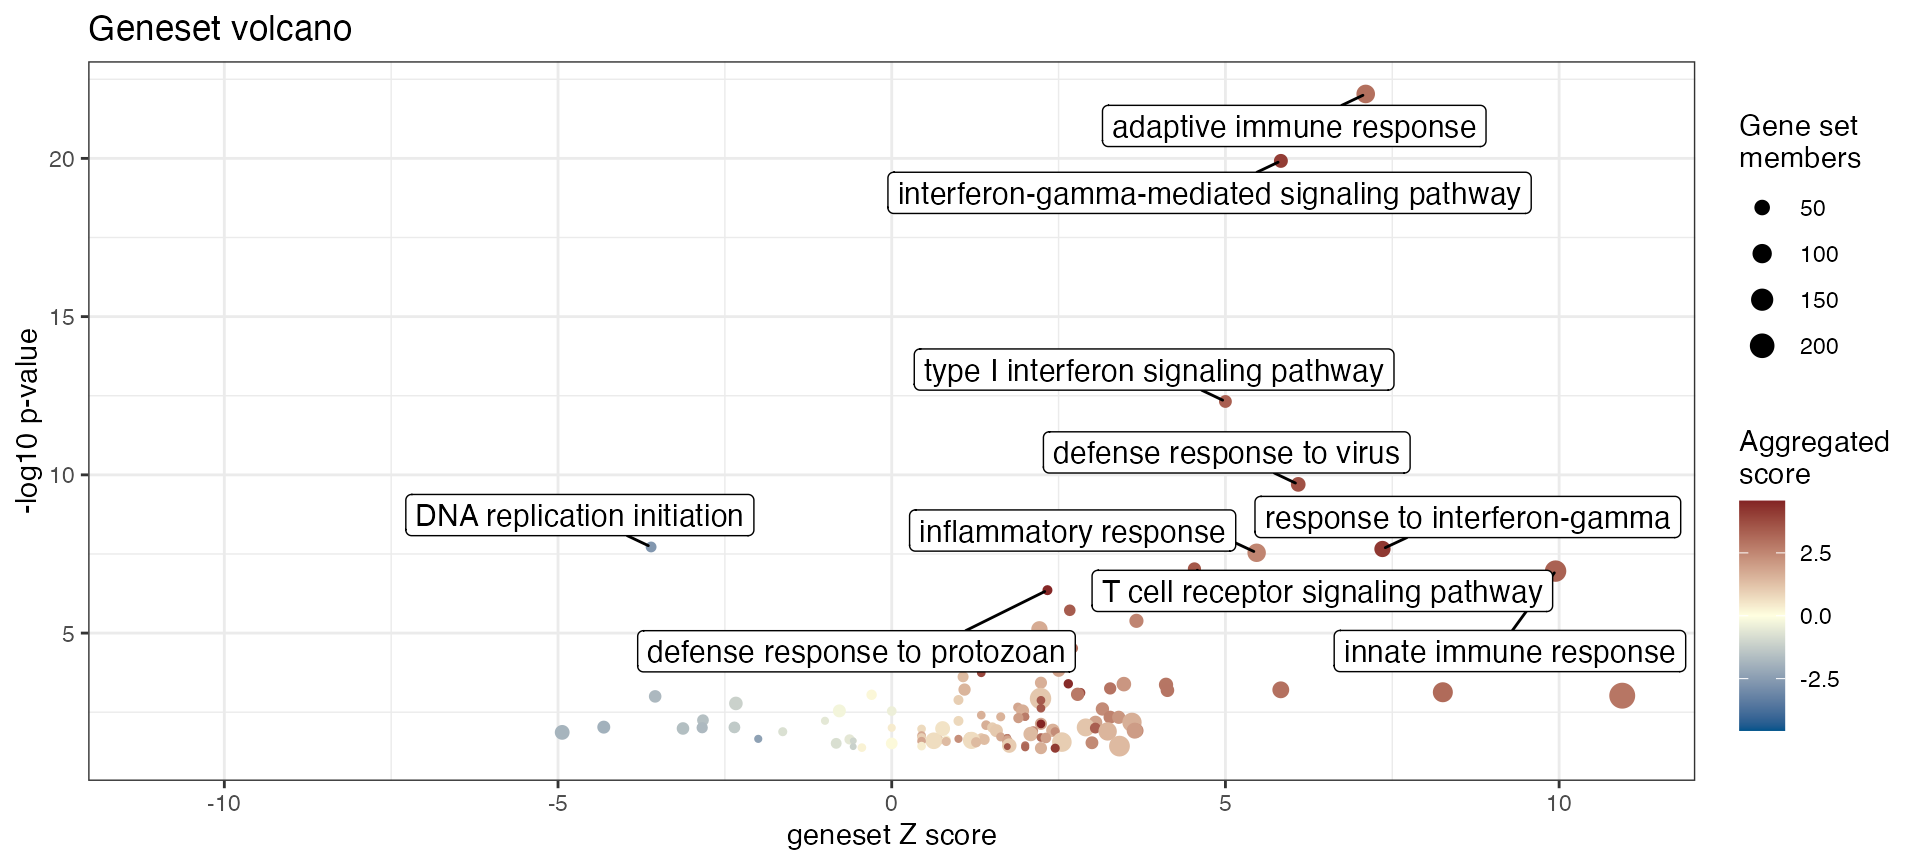 Geneset volcano
adaptive immune response
interferon-gamma-mediated signaling pathway
type I interferon signaling pathway
defense response to virus
DNA replication initiation
inflammatory response
response to interferon-gamma
T cell receptor signaling pathway
defense response to protozoan
innate immune response
-log10 p-value
20
15
10
5
-10
-5
0
5
10
geneset Z score
Gene set
members
50
100
150
200
Aggregated
score
2.5
0.0
-2.5